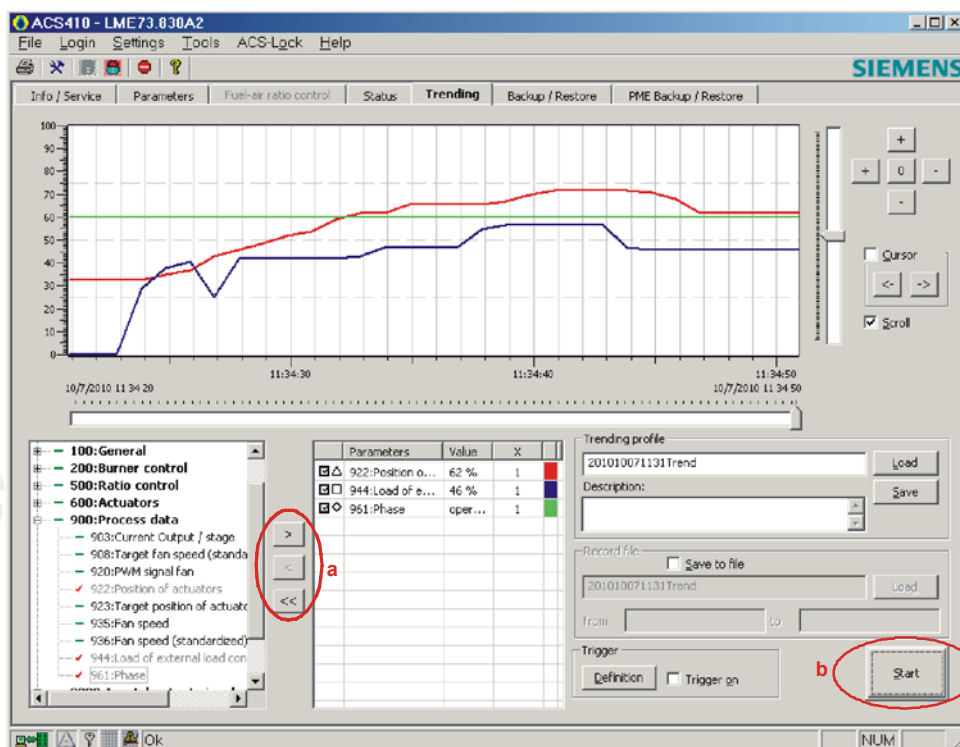 ACS410 - LME73.830A2
File Login Settings Tools ACS-Lock Help
SIEMENS
Info / Service Parameters Fuel-air ratio control Status Trending Backup / Restore PME Backup / Restore
100
90
80
70
60
50
40
30
20
10
0
+
+ 0 -
-
Cursor
<- ->
Scroll
11:34:30 11:34:40 11:34:50
10/7/2010 11 34 20 10/7/2010 11 34 50
100:General
200:Burner control
500:Ratio control
600:Actuators
900:Process data
903:Current Output / stage
908:Target fan speed (standa
920:PWM signal fan
922:Position of actuators
923:Target position of actuato
935:Fan speed
936:Fan speed (standardized)
944:Load of external load con
961:Phase
>
<
<<
a
Parameters Value X
922:Position o... 62 % 1
944:Load of e... 46 % 1
961:Phase oper... 1
Trending profile
201010071131Trend Load
Description: Save
Record file
Save to file
201010071131Trend Load
from to
Trigger
Definition Trigger on
b
Start
Ok NUM